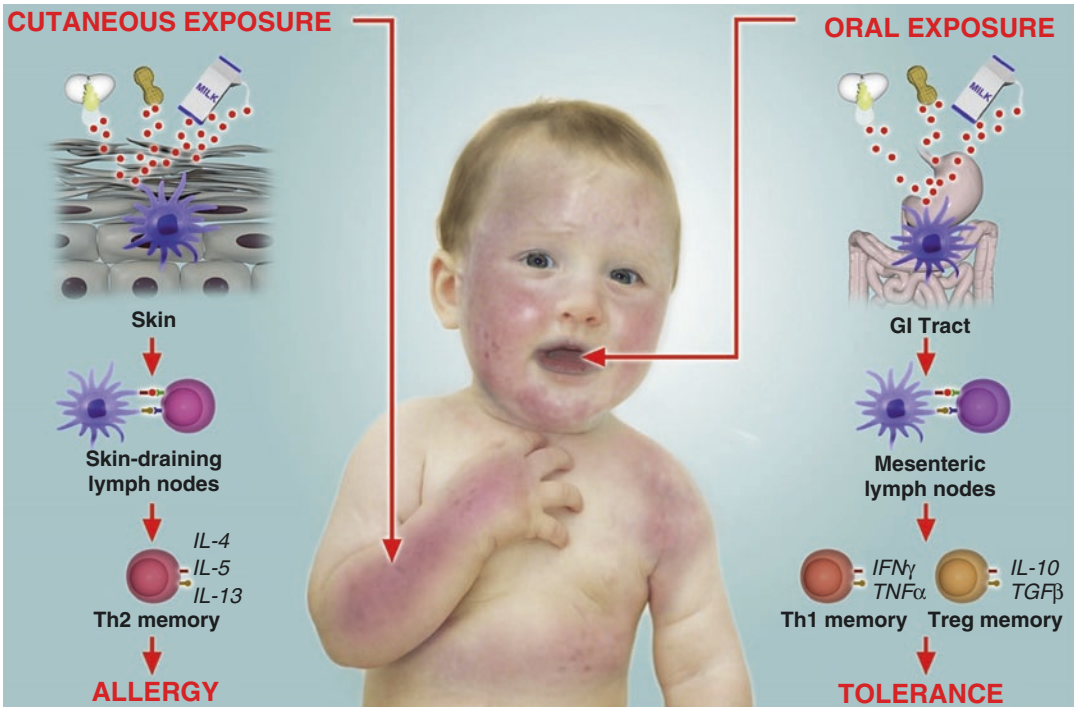 CUTANEOUS EXPOSURE
MILK
Skin
Skin-draining
lymph nodes
IL-4
IL-5
IL-13
Th2 memory
ALLERGY
ORAL EXPOSURE
MILK
GI Tract
Mesenteric
lymph nodes
IFNγ
TNFα
IL-10
TGFβ
Th1 memory
Treg memory
TOLERANCE